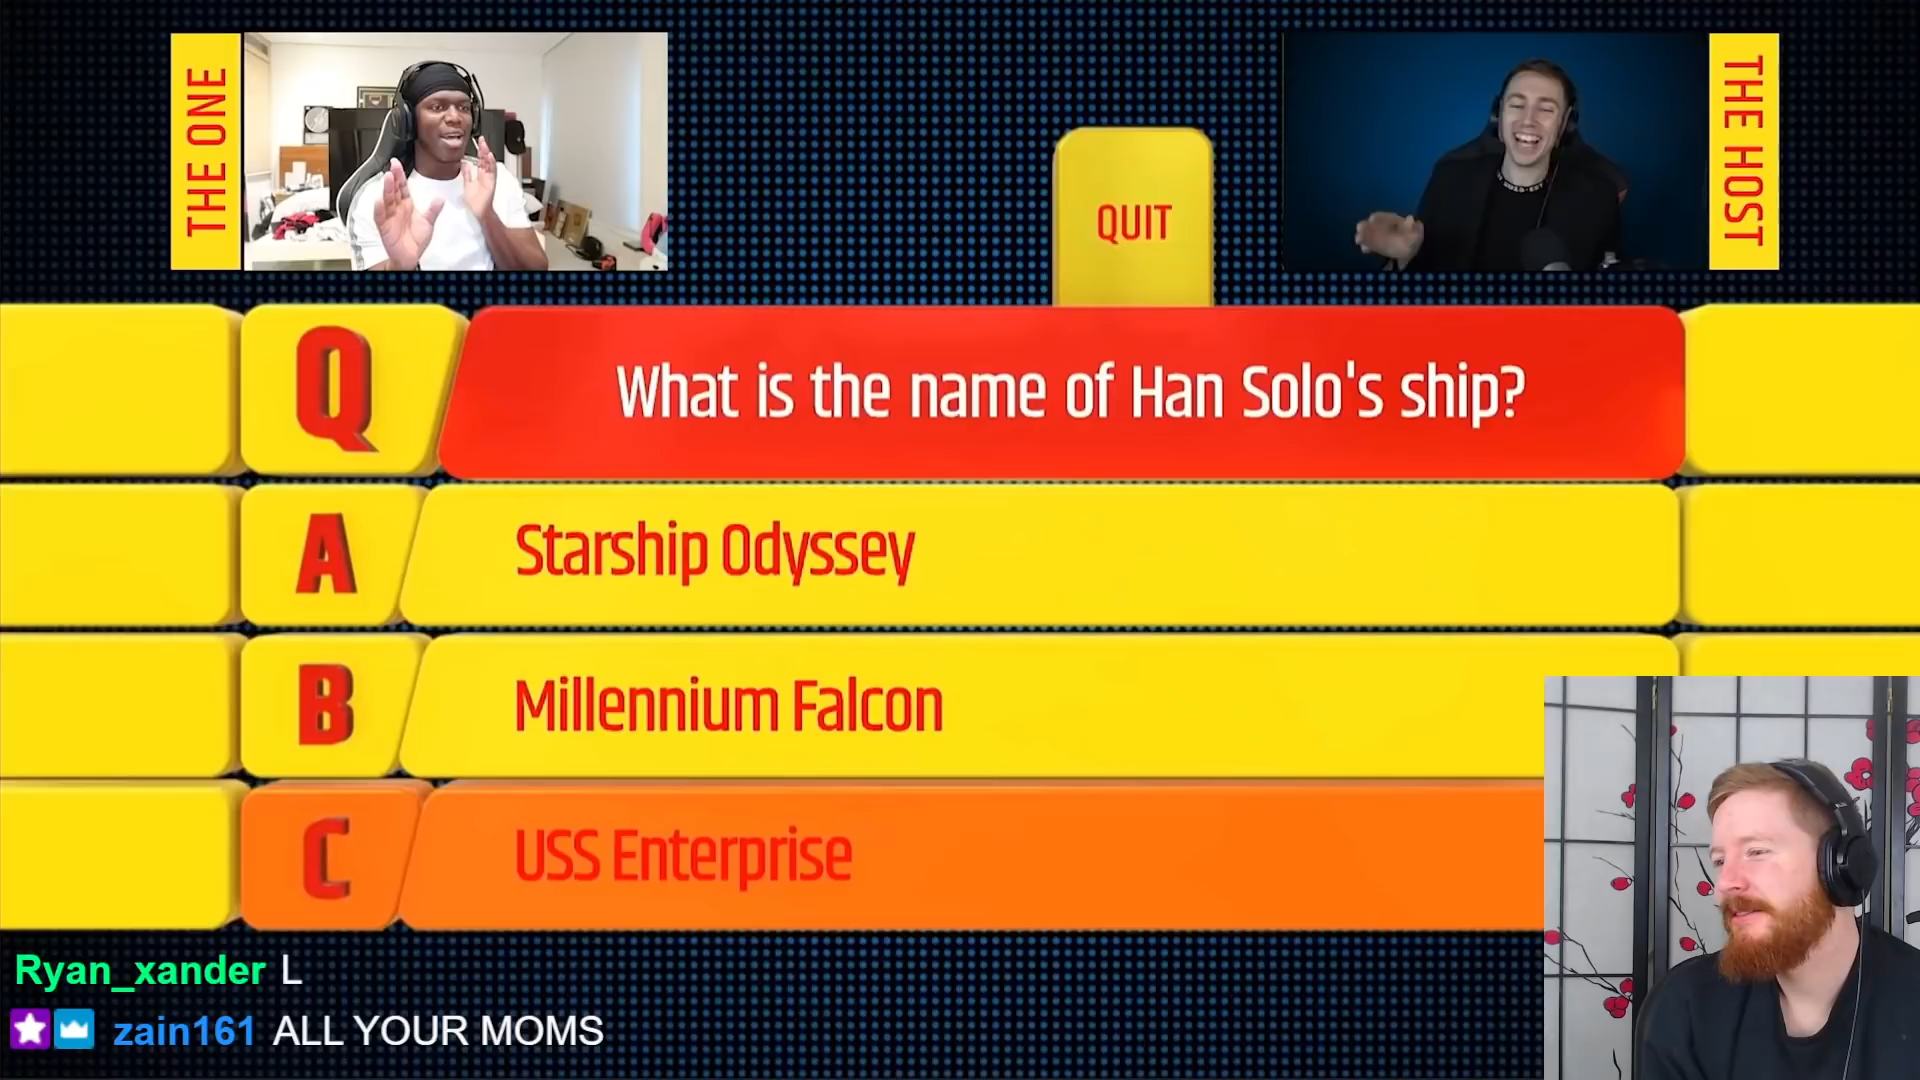 THE ONE
THE HOST
QUIT
Q
What is the name of Han Solo's ship?
A
Starship Odyssey
B
Millennium Falcon
C
USS Enterprise
Ryan_xander L
zain161 ALL YOUR MOMS